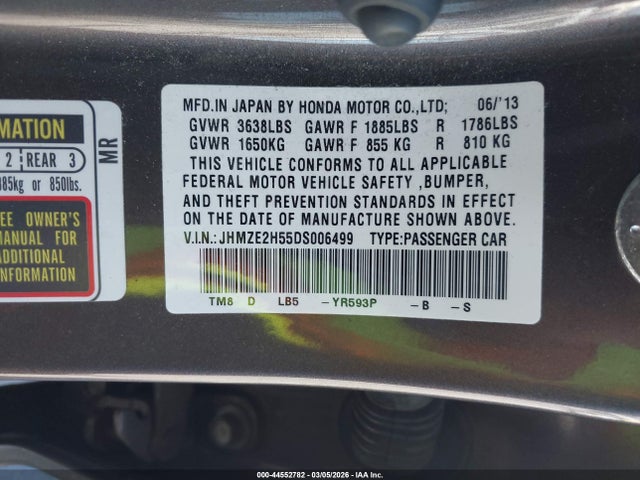 MFD.IN JAPAN BY HONDA MOTOR CO.,LTD; 06/'13
GVWR 3638LBS GAWR F 1885LBS R 1786LBS
GVWR 1650KG GAWR F 855 KG R 810 KG
THIS VEHICLE CONFORMS TO ALL APPLICABLE
FEDERAL MOTOR VEHICLE SAFETY ,BUMPER,
AND THEFT PREVENTION STANDARDS IN EFFECT
ON THE DATE OF MANUFACTURE SHOWN ABOVE.
V.I.N.: JHMZE2H55DS006499 TYPE:PASSENGER CAR
TM8 D LB5 -YR593P -B -S
MATION
2 REAR 3
385kg or 850lbs.
EE OWNER'S
MANUAL FOR
ADDITIONAL
INFORMATION
MR
000-44552782 - 03/05/2026 - IAA Inc.